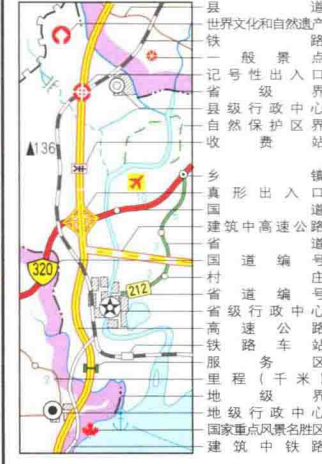 县道
世界文化和自然遗产
铁路
一般景点
记号性出入口
省级界
县级行政中心
自然保护区界
收费站
▲136
乡镇
真形出入口
国道
建筑中高速公路
省道
320
国道编号
村庄
212
省道编号
省级行政中心
高速公路
铁路车站
服务区
里程(千米
地级界
地级行政中心
国家重点风景名胜区
建筑中铁路